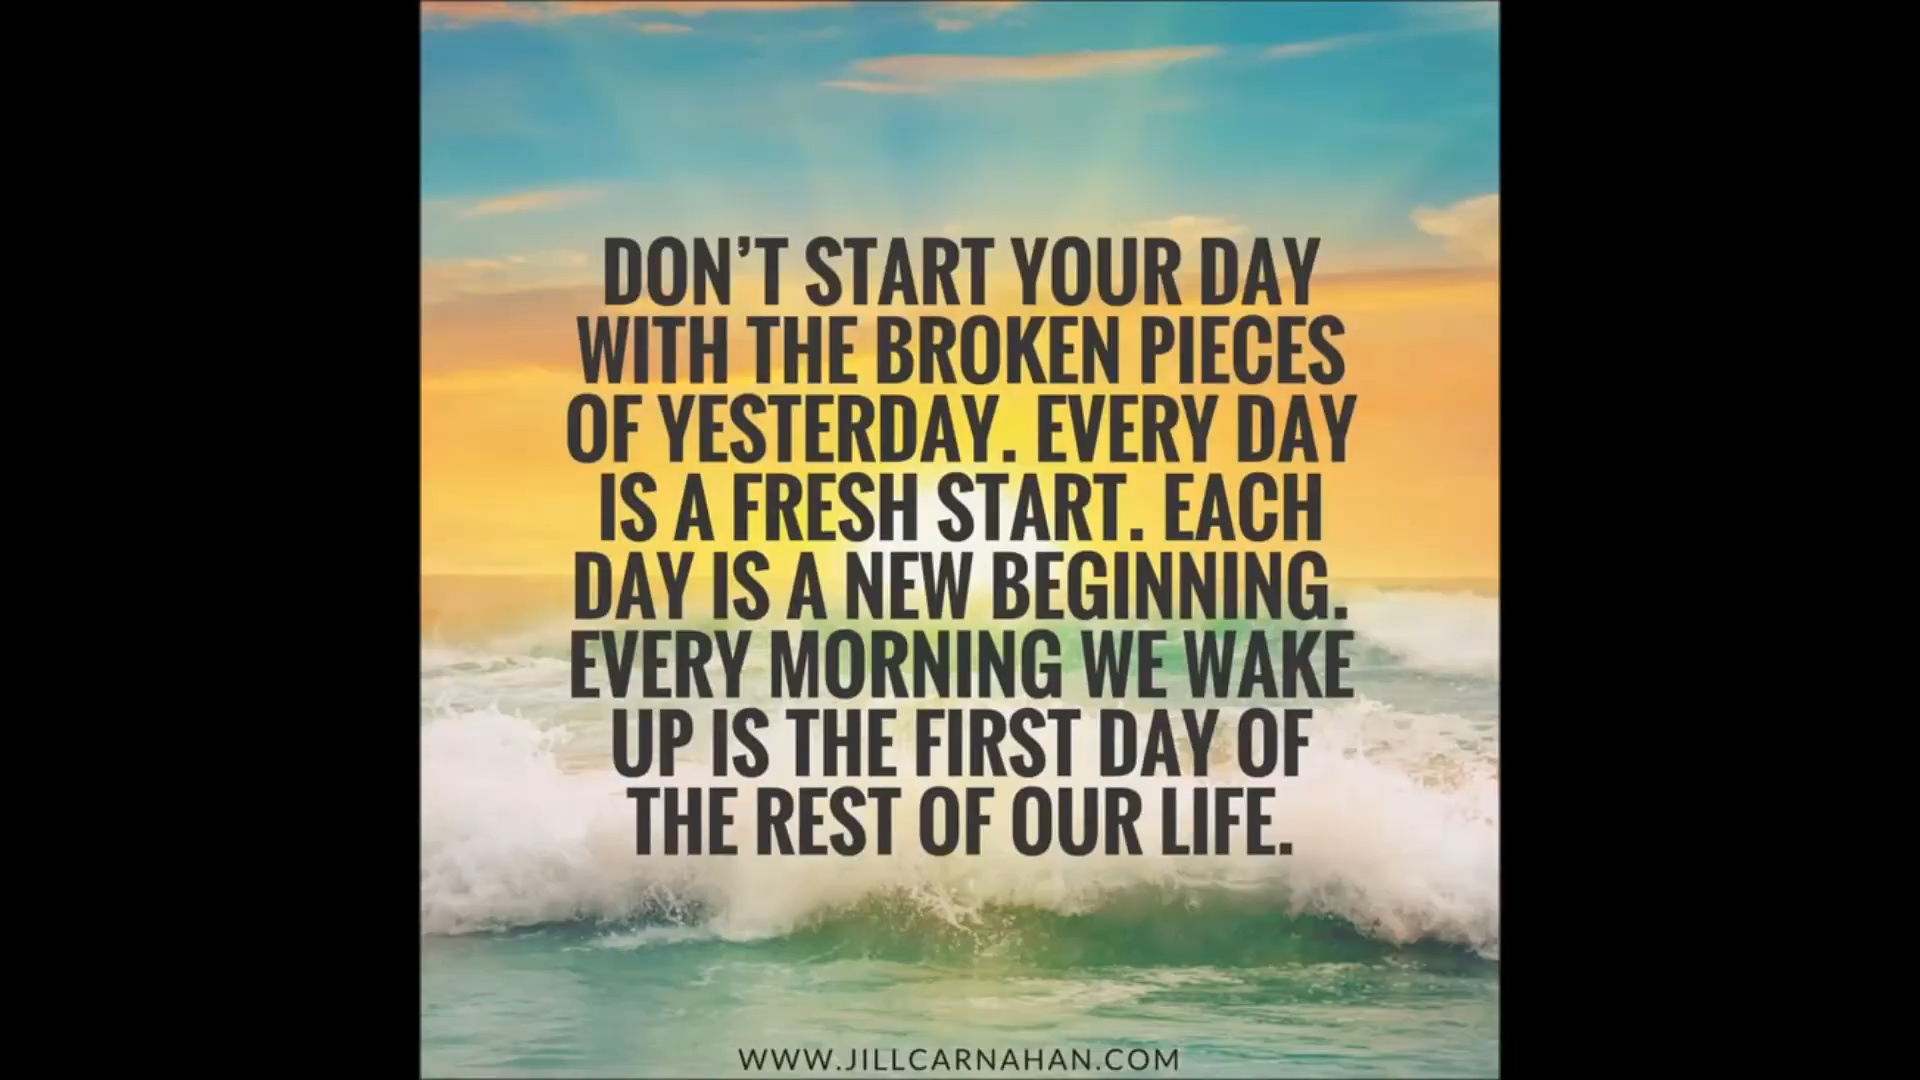 DON'T START YOUR DAY
WITH THE BROKEN PIECES
OF YESTERDAY. EVERY DAY
IS A FRESH START. EACH
DAY IS A NEW BEGINNING.
EVERY MORNING WE WAKE
UP IS THE FIRST DAY OF
THE REST OF OUR LIFE.
WWW.JILLCARNAHAN.COM